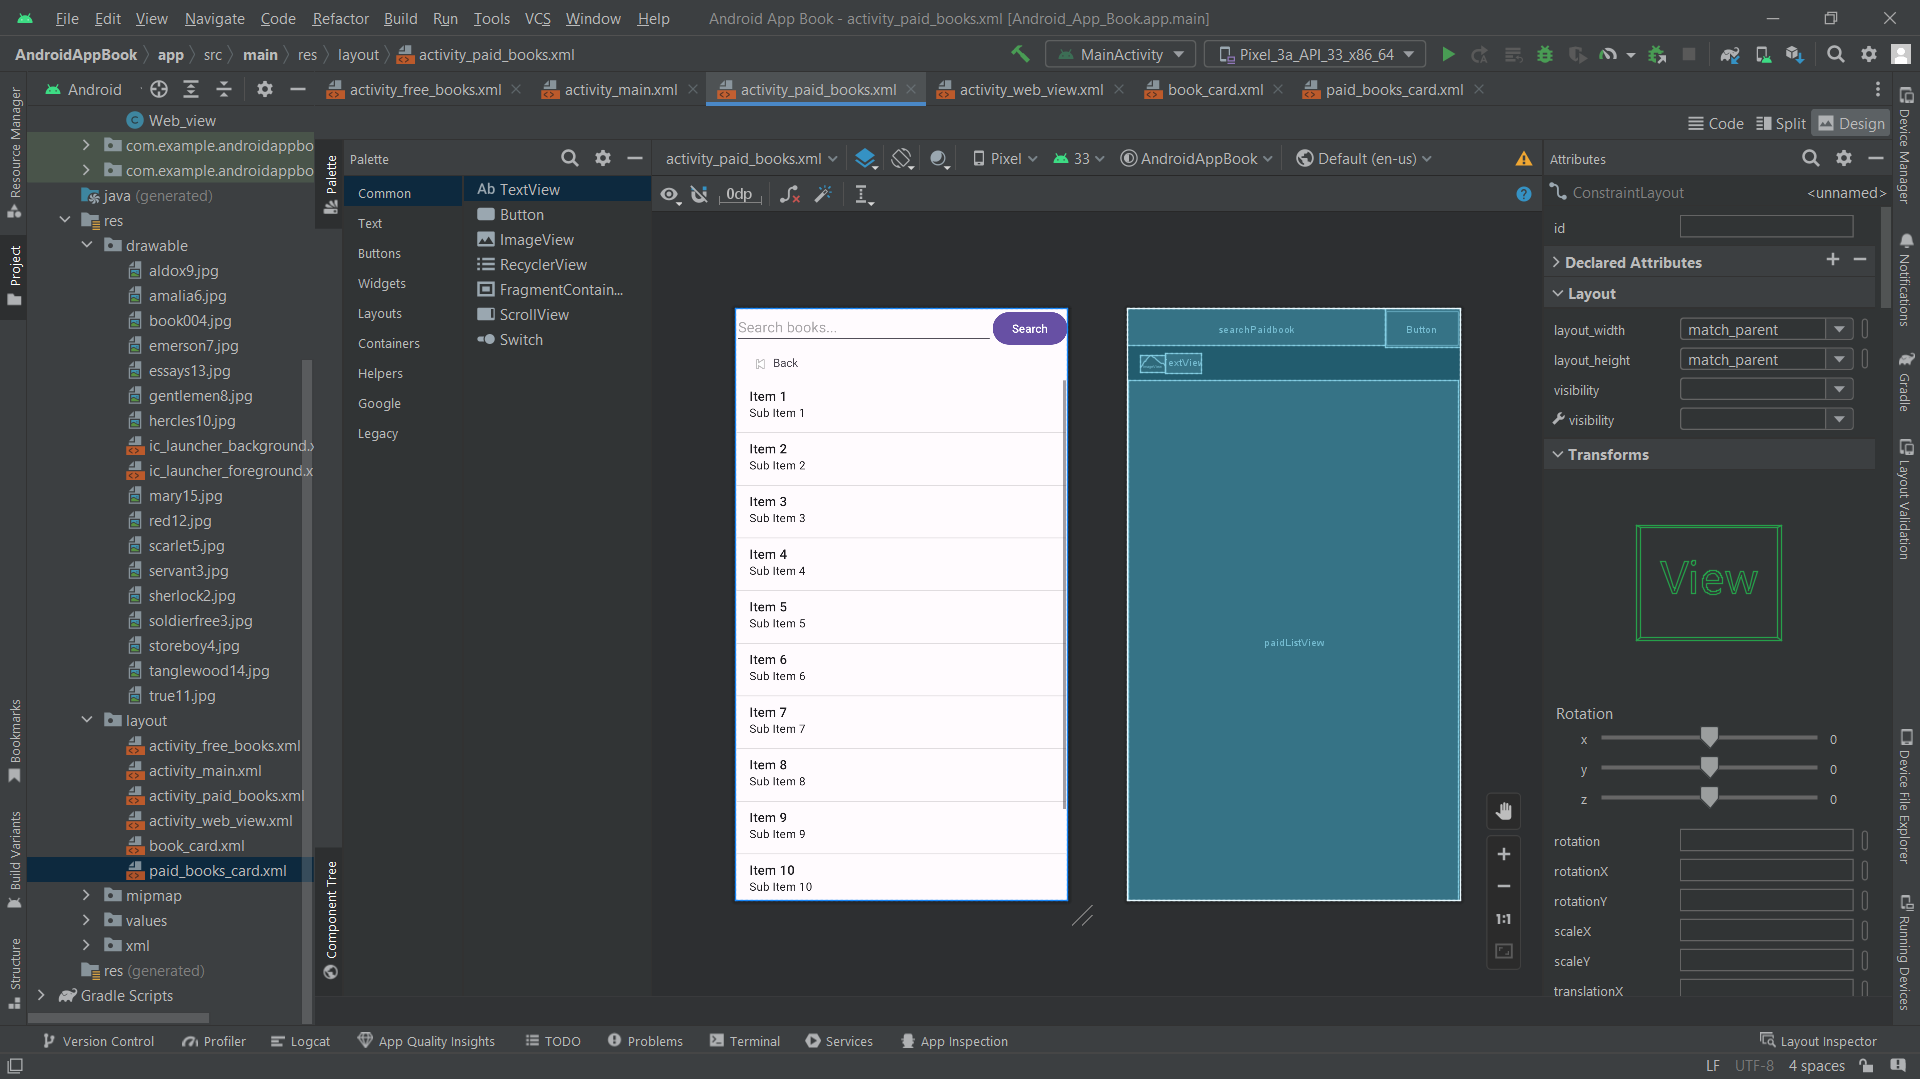 File Edit View Navigate Code Refactor Build Run Tools VCS Window Help Android App Book - activity_paid_books.xml [Android_App_Book.app.main]
AndroidAppBook app src main res layout activity_paid_books.xml MainActivity Pixel_3a_API_33_x86_64
Android activity_free_books.xml activity_main.xml activity_paid_books.xml activity_web_view.xml book_card.xml paid_books_card.xml
Code Split Design
Resource Manager
Project
Bookmarks
Build Variants
Structure
Web_view
com.example.androidappbo
com.example.androidappbo
java (generated)
res
drawable
aldox9.jpg
amalia6.jpg
book004.jpg
emerson7.jpg
essays13.jpg
gentlemen8.jpg
hercles10.jpg
ic_launcher_background.x
ic_launcher_foreground.x
mary15.jpg
red12.jpg
scarlet5.jpg
servant3.jpg
sherlock2.jpg
soldierfree3.jpg
storeboy4.jpg
tanglewood14.jpg
true11.jpg
layout
activity_free_books.xml
activity_main.xml
activity_paid_books.xml
activity_web_view.xml
book_card.xml
paid_books_card.xml
mipmap
values
xml
res (generated)
Gradle Scripts
Palette
Component Tree
Palette
Common
Text
Buttons
Widgets
Layouts
Containers
Helpers
Google
Legacy
Ab TextView
Button
ImageView
RecyclerView
FragmentContain...
ScrollView
Switch
activity_paid_books.xml Pixel 33 AndroidAppBook Default (en-us)
0dp
Search books... Search
Back
Item 1
Sub Item 1
Item 2
Sub Item 2
Item 3
Sub Item 3
Item 4
Sub Item 4
Item 5
Sub Item 5
Item 6
Sub Item 6
Item 7
Sub Item 7
Item 8
Sub Item 8
Item 9
Sub Item 9
Item 10
Sub Item 10
searchPaidbook Button
paidListView
1:1
Attributes
ConstraintLayout <unnamed>
id
Declared Attributes
Layout
layout_width match_parent
layout_height match_parent
visibility
visibility
Transforms
View
Rotation
x 0
y 0
z 0
rotation
rotationX
rotationY
scaleX
scaleY
translationX
Device Manager
Notifications
Gradle
Layout Validation
Device File Explorer
Running Devices
Version Control Profiler Logcat App Quality Insights TODO Problems Terminal Services App Inspection Layout Inspector
LF UTF-8 4 spaces